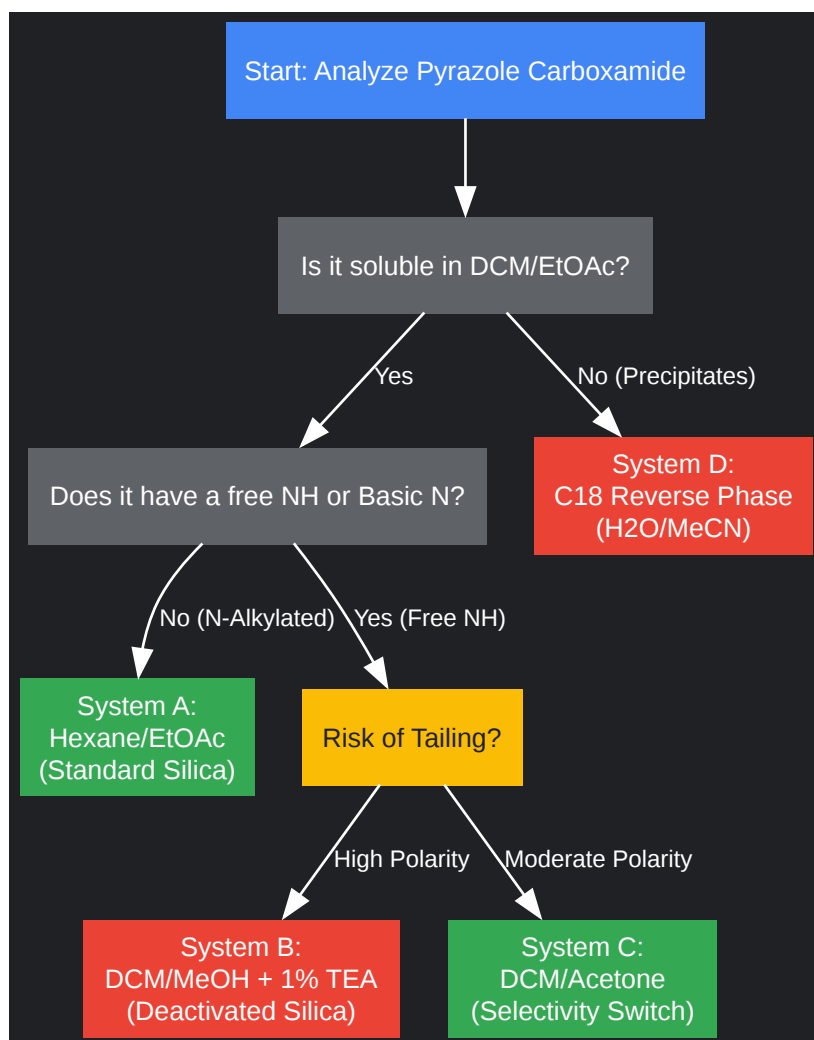 Start: Analyze Pyrazole Carboxamide
Is it soluble in DCM/EtOAc?
Yes
No (Precipitates)
Does it have a free NH or Basic N?
System D:
C18 Reverse Phase
(H2O/MeCN)
No (N-Alkylated)
Yes (Free NH)
System A:
Hexane/EtOAc
(Standard Silica)
Risk of Tailing?
High Polarity
Moderate Polarity
System B:
DCM/MeOH + 1% TEA
(Deactivated Silica)
System C:
DCM/Acetone
(Selectivity Switch)